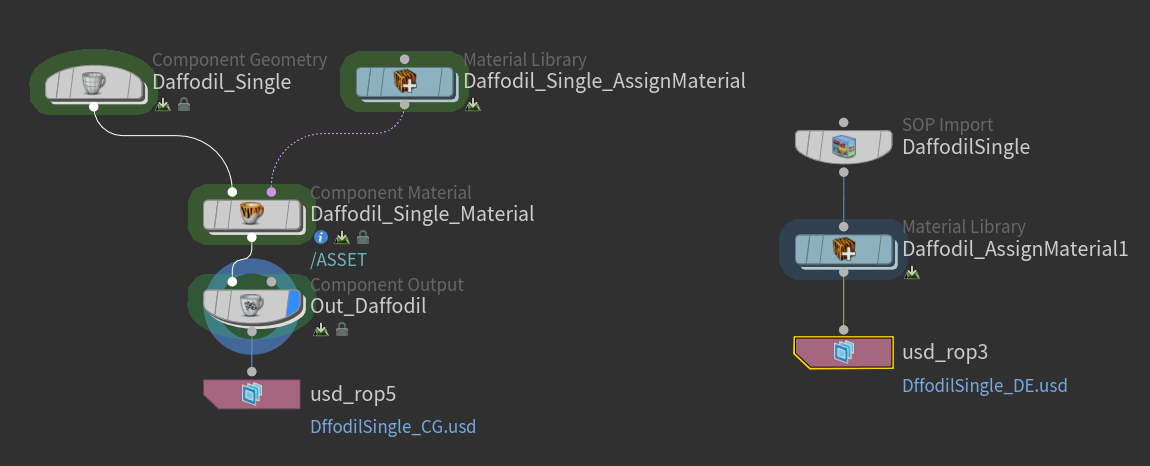 Component Geometry
Daffodil_Single
Material Library
Daffodil_Single_AssignMaterial
SOP Import
DaffodilSingle
Component Material
Daffodil_Single_Material
/ASSET
Material Library
Daffodil_AssignMaterial1
Component Output
Out_Daffodil
usd_rop3
DffodilSingle_DE.usd
usd_rop5
DffodilSingle_CG.usd